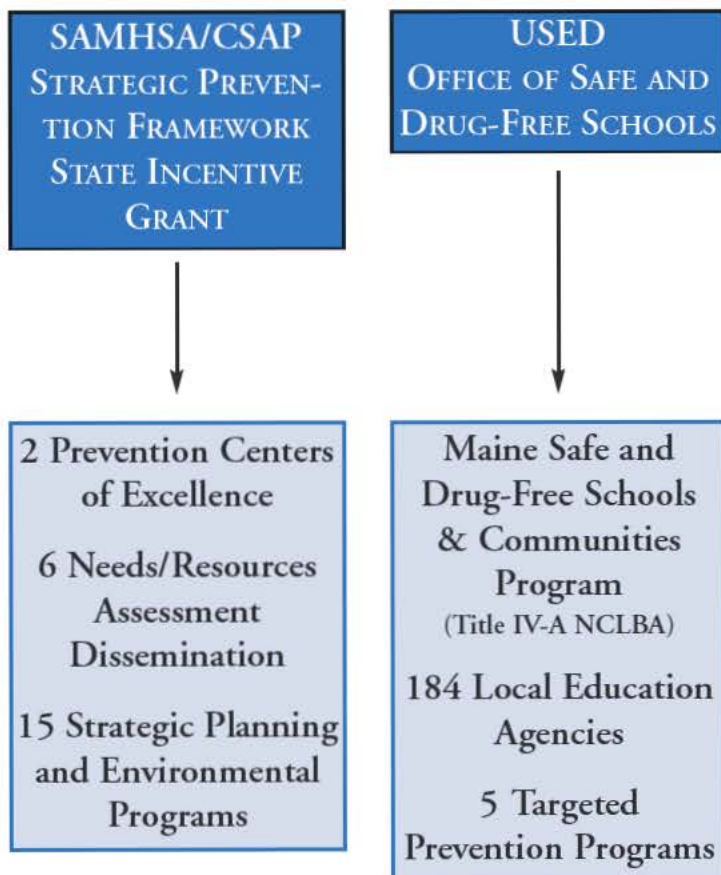 SAMHSA/CSAP
STRATEGIC PREVEN-
TION FRAMEWORK
STATE INCENTIVE
GRANT
2 Prevention Centers
of Excellence
6 Needs/Resources
Assessment
Dissemination
15 Strategic Planning
and Environmental
Programs
USED
OFFICE OF SAFE AND
DRUG-FREE SCHOOLS
Maine Safe and
Drug-Free Schools
& Communities
Program
(Title IV-A NCLBA)
184 Local Education
Agencies
5 Targeted
Prevention Programs